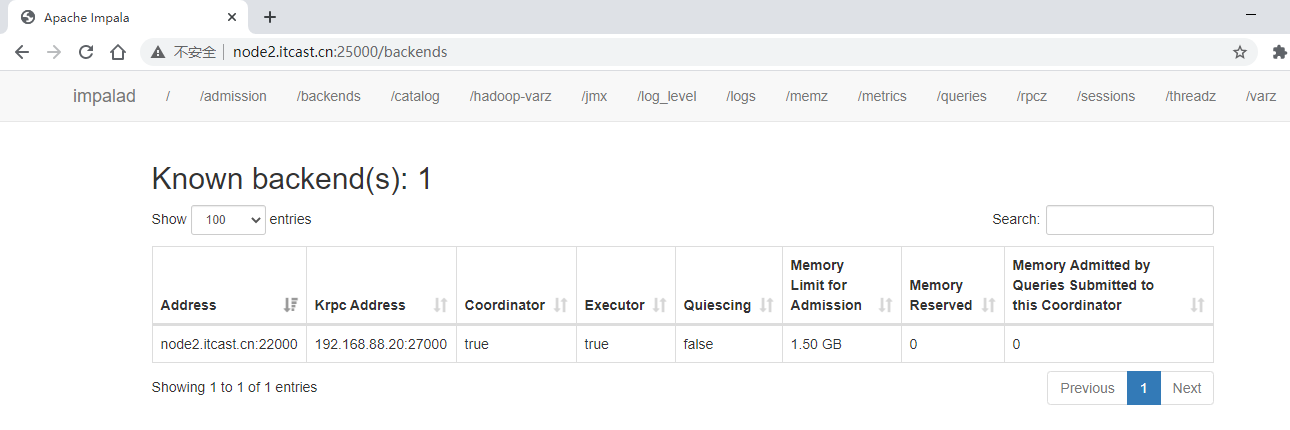 Apache Impala
不安全 node2.itcast.cn:25000/backends
impalad / /admission /backends /catalog /hadoop-varz /jmx /log_level /logs /memz /metrics /queries /rpcz /sessions /threadz /varz
Known backend(s): 1
Show 100 entries Search:
Address Krpc Address Coordinator Executor Quiescing Memory Limit for Admission Memory Reserved Memory Admitted by Queries Submitted to this Coordinator
node2.itcast.cn:22000 192.168.88.20:27000 true true false 1.50 GB 0 0
Showing 1 to 1 of 1 entries Previous 1 Next